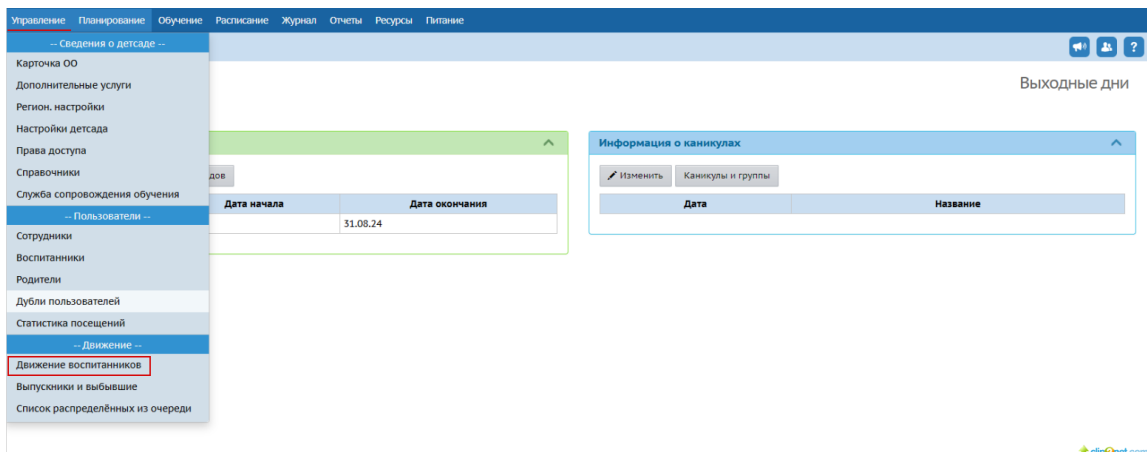 Управление Планирование Обучение Расписание Журнал Отчеты Ресурсы Питание
-- Сведения о детсаде --
Карточка ОО
Дополнительные услуги
Регион. настройки
Настройки детсада
Права доступа
Справочники
Служба сопровождения обучения
-- Пользователи --
Сотрудники
Воспитанники
Родители
Дубли пользователей
Статистика посещений
-- Движение --
Движение воспитанников
Выпускники и выбывшие
Список распределённых из очереди
?
Выходные дни
дов
Дата начала Дата окончания
31.08.24
Информация о каникулах
Изменить Каникулы и группы
Дата Название